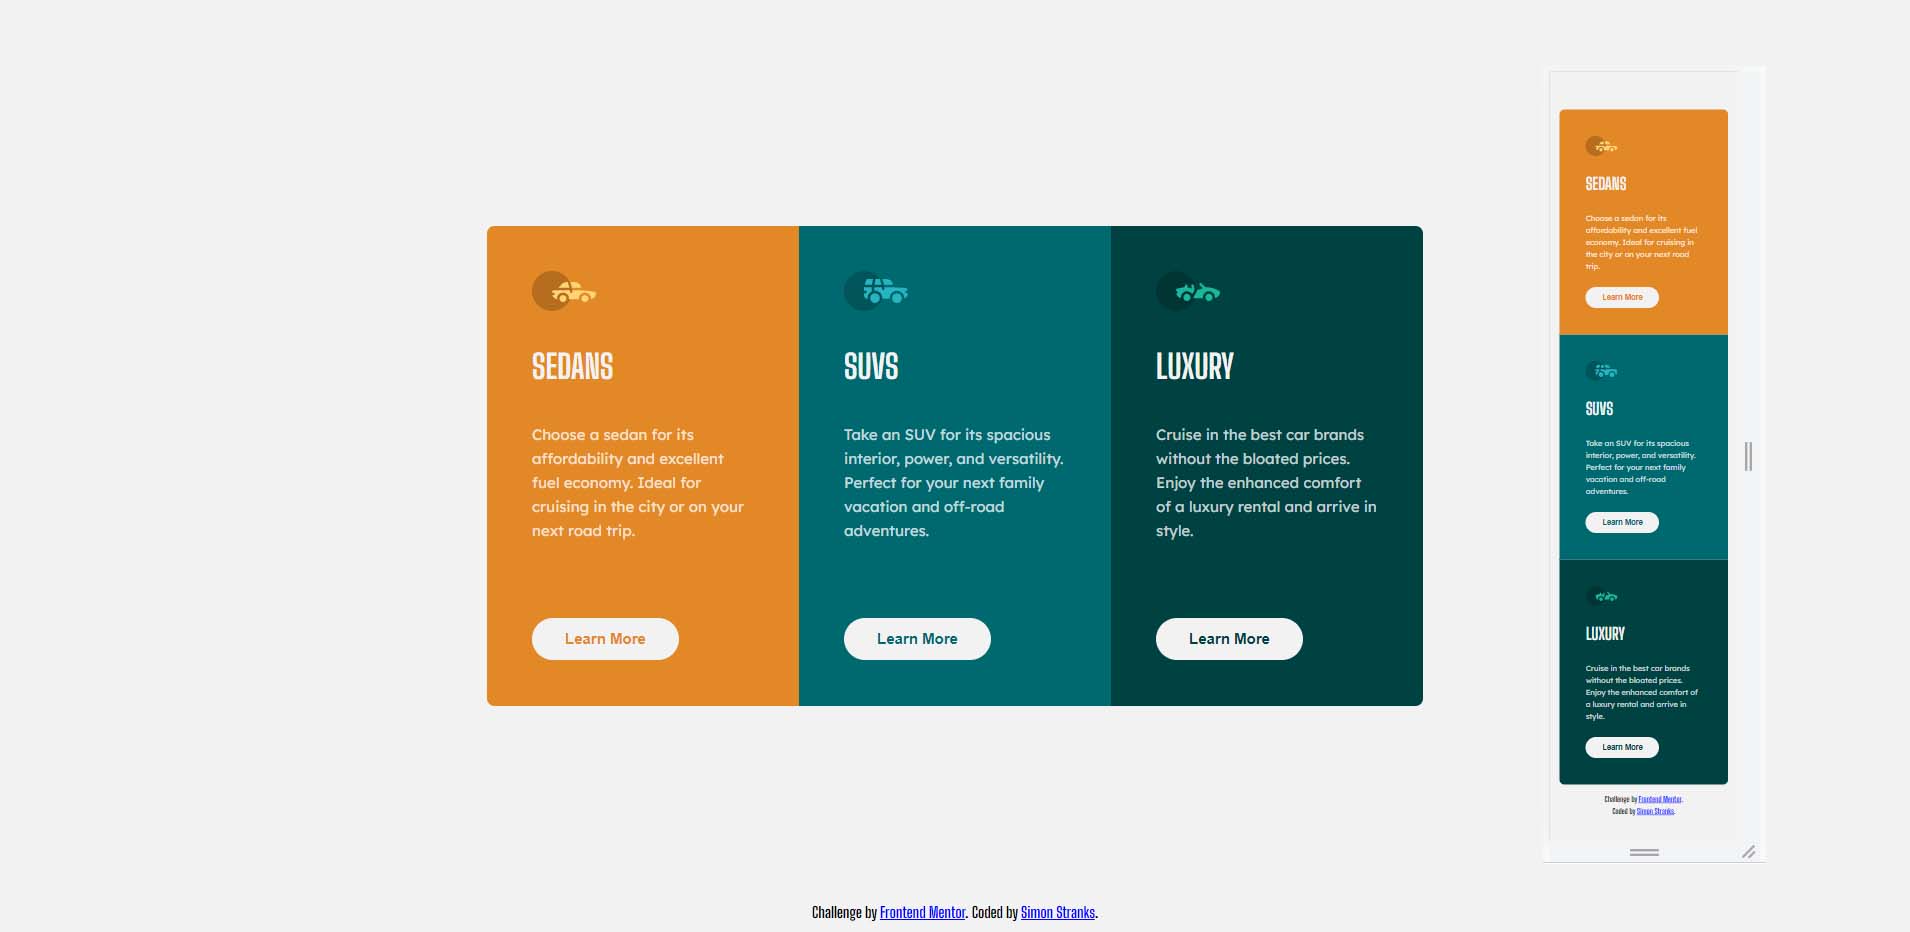 SEDANS
Choose a sedan for its
affordability and excellent
fuel economy. Ideal for
cruising in the city or on your
next road trip.
Learn More
SUVS
Take an SUV for its spacious
interior, power, and versatility.
Perfect for your next family
vacation and off-road
adventures.
Learn More
LUXURY
Cruise in the best car brands
without the bloated prices.
Enjoy the enhanced comfort
of a luxury rental and arrive in
style.
Learn More
SEDANS
Choose a sedan for its
affordability and excellent fuel
economy. Ideal for cruising in
the city or on your next road
trip.
Learn More
SUVS
Take an SUV for its spacious
interior, power, and versatility.
Perfect for your next family
vacation and off-road
adventures.
Learn More
LUXURY
Cruise in the best car brands
without the bloated prices.
Enjoy the enhanced comfort of
a luxury rental and arrive in
style.
Learn More
Challenge by Frontend Mentor.
Coded by Simon Stranks.
Challenge by Frontend Mentor. Coded by Simon Stranks.